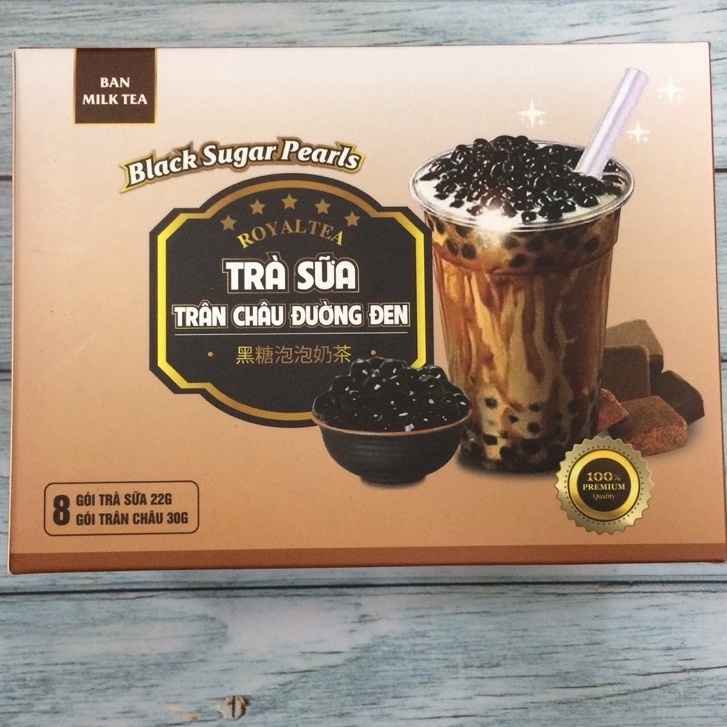 BAN
MILK TEA
Black Sugar Pearls
ROYALTEA
TRÀ SỮA
TRÂN CHÂU ĐƯỜNG ĐEN
· 黑糖泡泡奶茶 ·
8 GÓI TRÀ SỮA 22G
GÓI TRÂN CHÂU 30G
100%
PREMIUM
Quality